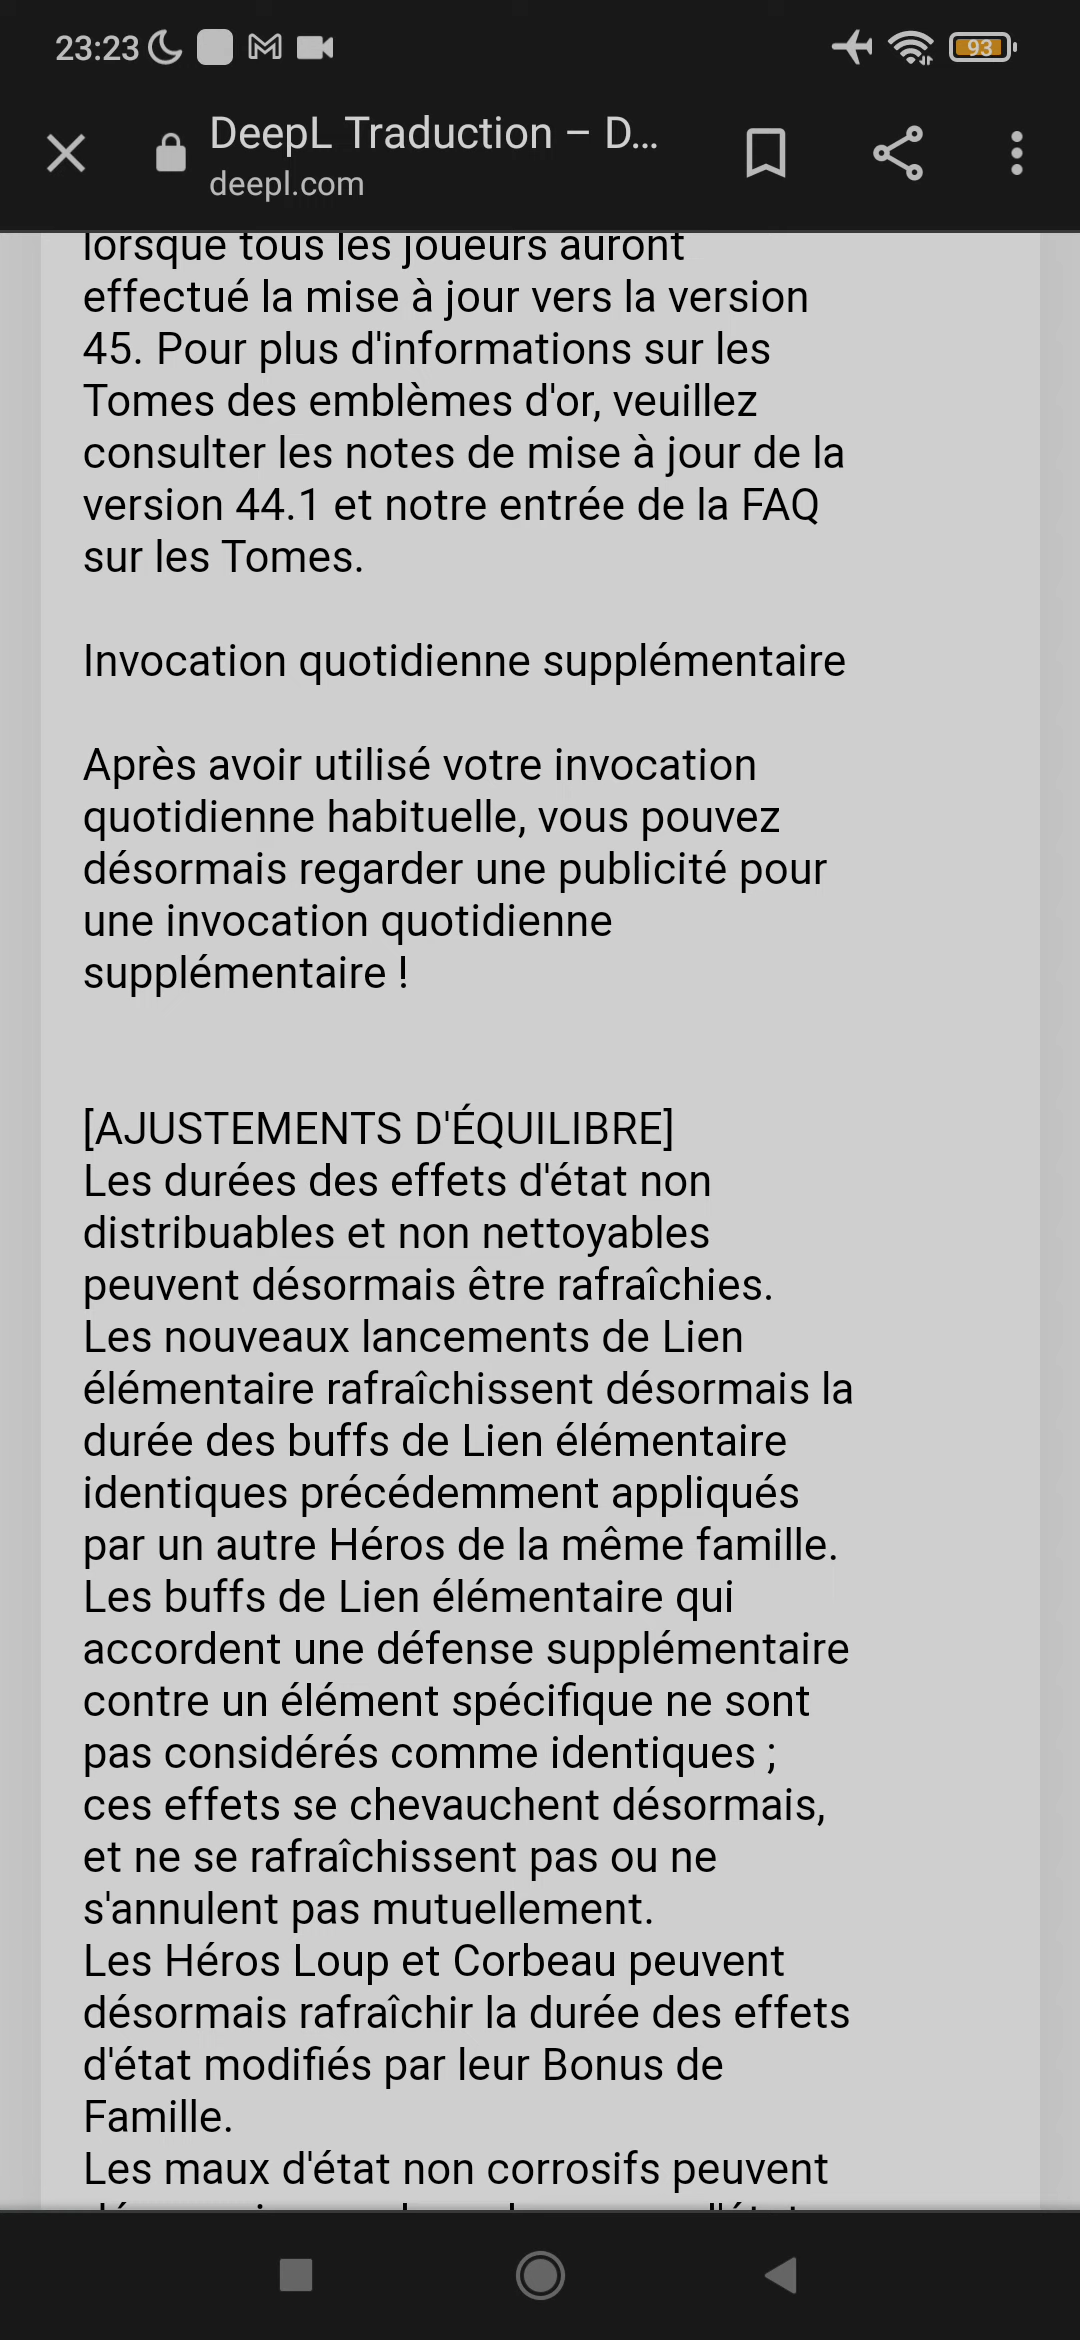 23:23
93
DeepL Traduction – D...
deepl.com
lorsque tous les joueurs auront
effectué la mise à jour vers la version
45. Pour plus d'informations sur les
Tomes des emblèmes d'or, veuillez
consulter les notes de mise à jour de la
version 44.1 et notre entrée de la FAQ
sur les Tomes.
Invocation quotidienne supplémentaire
Après avoir utilisé votre invocation
quotidienne habituelle, vous pouvez
désormais regarder une publicité pour
une invocation quotidienne
supplémentaire !
[AJUSTEMENTS D'ÉQUILIBRE]
Les durées des effets d'état non
distribuables et non nettoyables
peuvent désormais être rafraîchies.
Les nouveaux lancements de Lien
élémentaire rafraîchissent désormais la
durée des buffs de Lien élémentaire
identiques précédemment appliqués
par un autre Héros de la même famille.
Les buffs de Lien élémentaire qui
accordent une défense supplémentaire
contre un élément spécifique ne sont
pas considérés comme identiques ;
ces effets se chevauchent désormais,
et ne se rafraîchissent pas ou ne
s'annulent pas mutuellement.
Les Héros Loup et Corbeau peuvent
désormais rafraîchir la durée des effets
d'état modifiés par leur Bonus de
Famille.
Les maux d'état non corrosifs peuvent